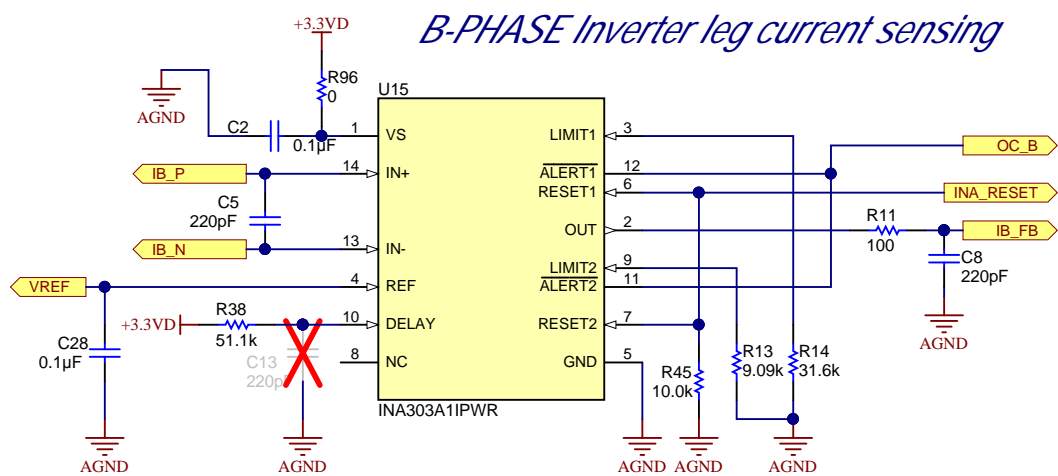 B-PHASE Inverter leg current sensing
+3.3VD
R96
0
U15
AGND
C2
0.1µF
1
VS
LIMIT1
3
OC_B
IB_P
14
IN+
ALERT1
12
RESET1
6
INA_RESET
C5
220pF
OUT
2
R11
100
IB_FB
IB_N
13
IN-
LIMIT2
9
C8
220pF
VREF
4
REF
ALERT2
11
R38
51.1k
+3.3VD
10
DELAY
RESET2
7
AGND
C28
0.1µF
C13
220pF
8
NC
GND
5
R45
10.0k
R13
9.09k
R14
31.6k
INA303A1IPWR
AGND
AGND
AGND
AGND
AGND